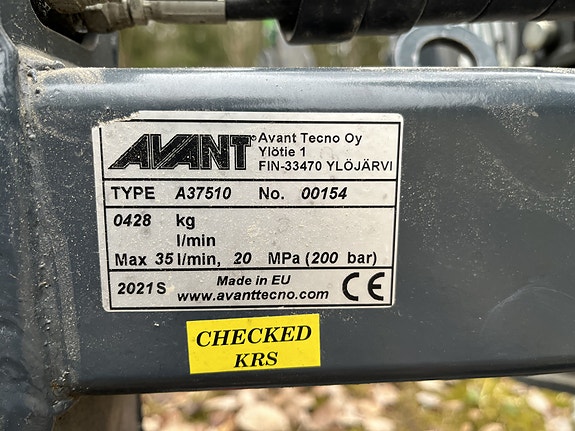 AVANT® Avant Tecno Oy
Ylötie 1
FIN-33470 YLÖJÄRVI
TYPE A37510 No. 00154
0428 kg
l/min
Max 35 l/min, 20 MPa (200 bar)
2021S Made in EU
www.avanttecno.com CE
CHECKED
KRS